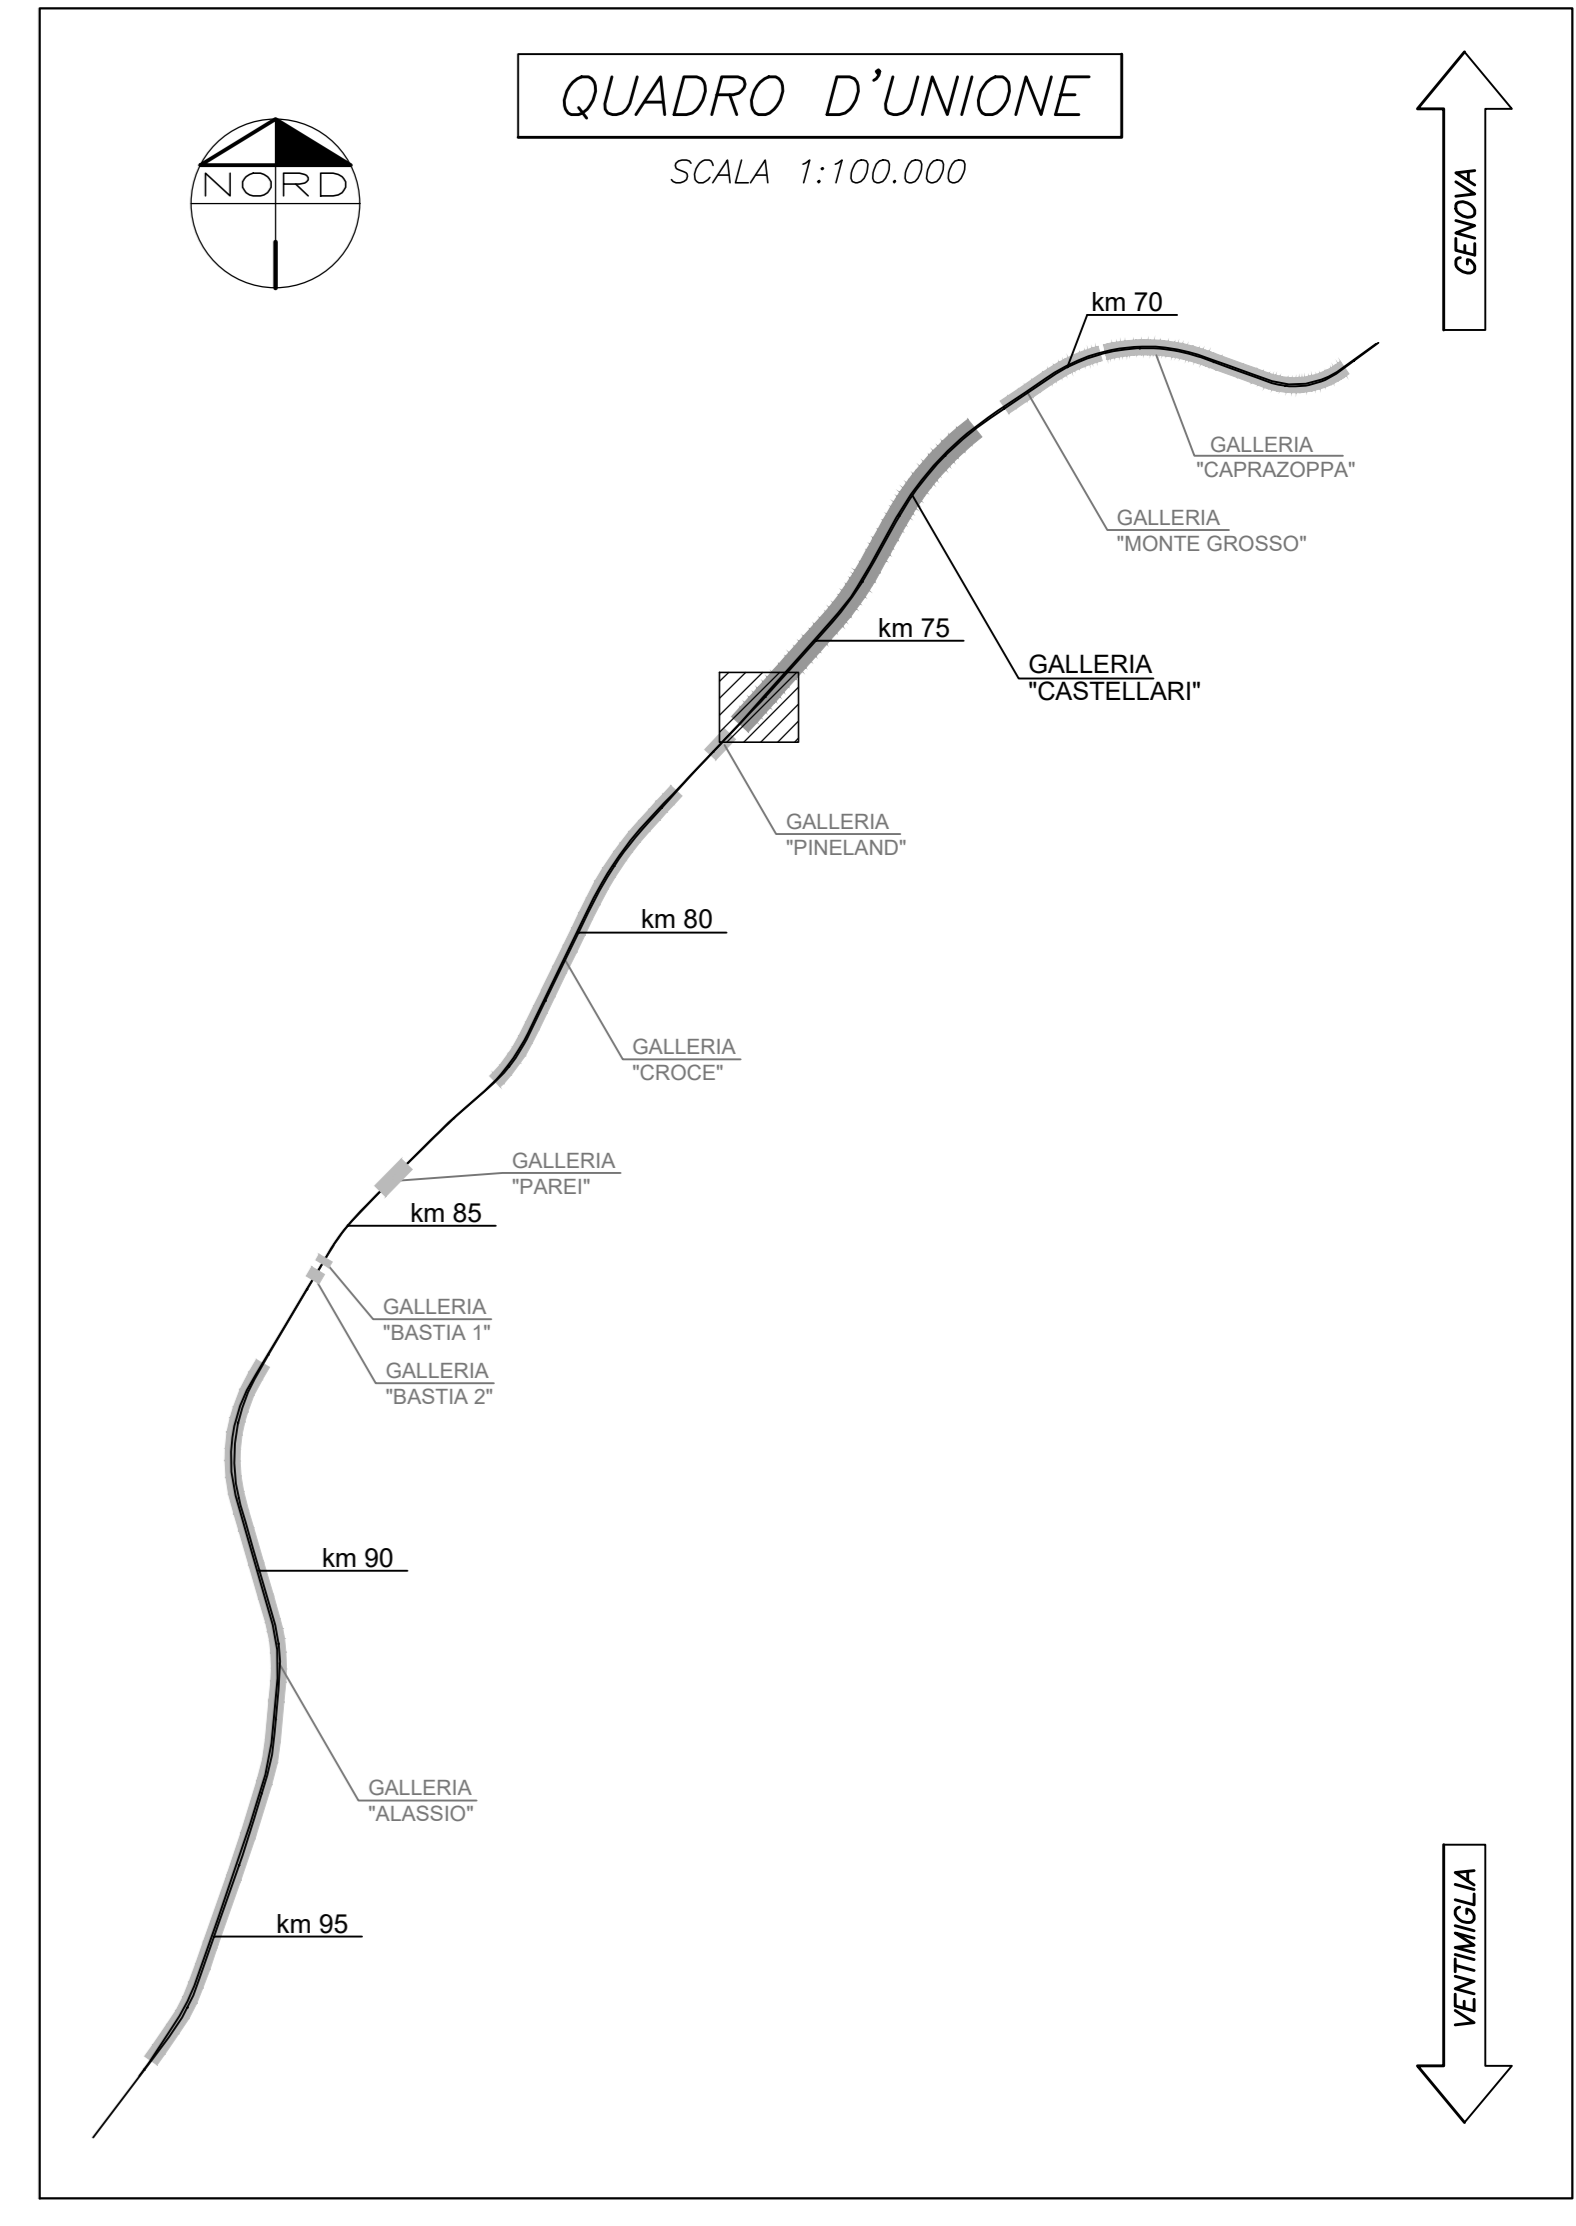 QUADRO D'UNIONE
SCALA 1:100.000
NORD
GENOVA
km 70
GALLERIA
"CAPRAZOPPA"
GALLERIA
"MONTE GROSSO"
km 75
GALLERIA
"CASTELLARI"
GALLERIA
"PINELAND"
km 80
GALLERIA
"CROCE"
GALLERIA
"PAREI"
km 85
GALLERIA
"BASTIA 1"
GALLERIA
"BASTIA 2"
km 90
GALLERIA
"ALASSIO"
km 95
VENTIMIGLIA